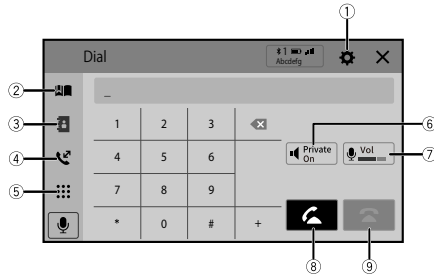 ①
Dial
1
Abcdefg
②
_
③
1 2 3
⑥
Private
On
Vol
④
4 5 6
⑦
⑤
7 8 9
* 0 # +
⑧ ⑨